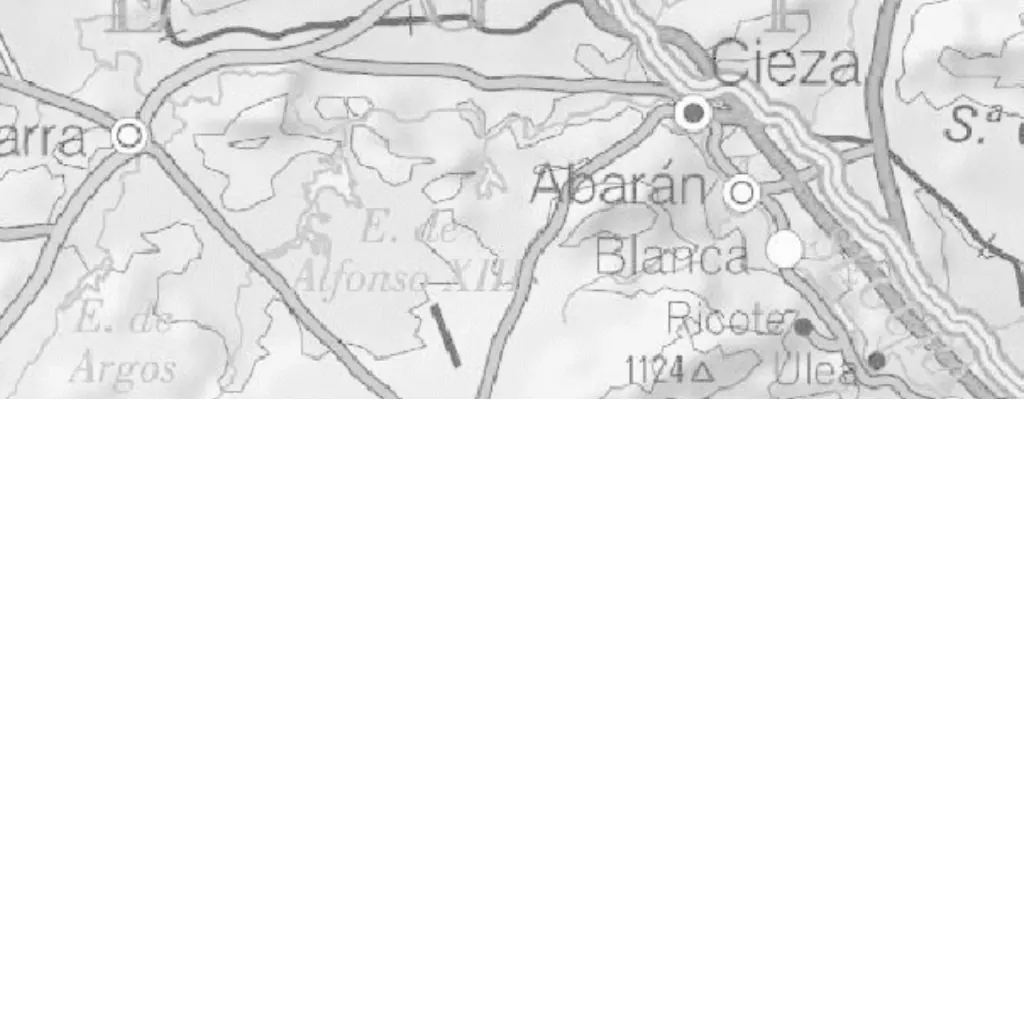 Cieza
S.ª
arra
Abarán
E. de
Alfonso XIII
Blanca
E. de
Argos
Ricote
1124
Ulea